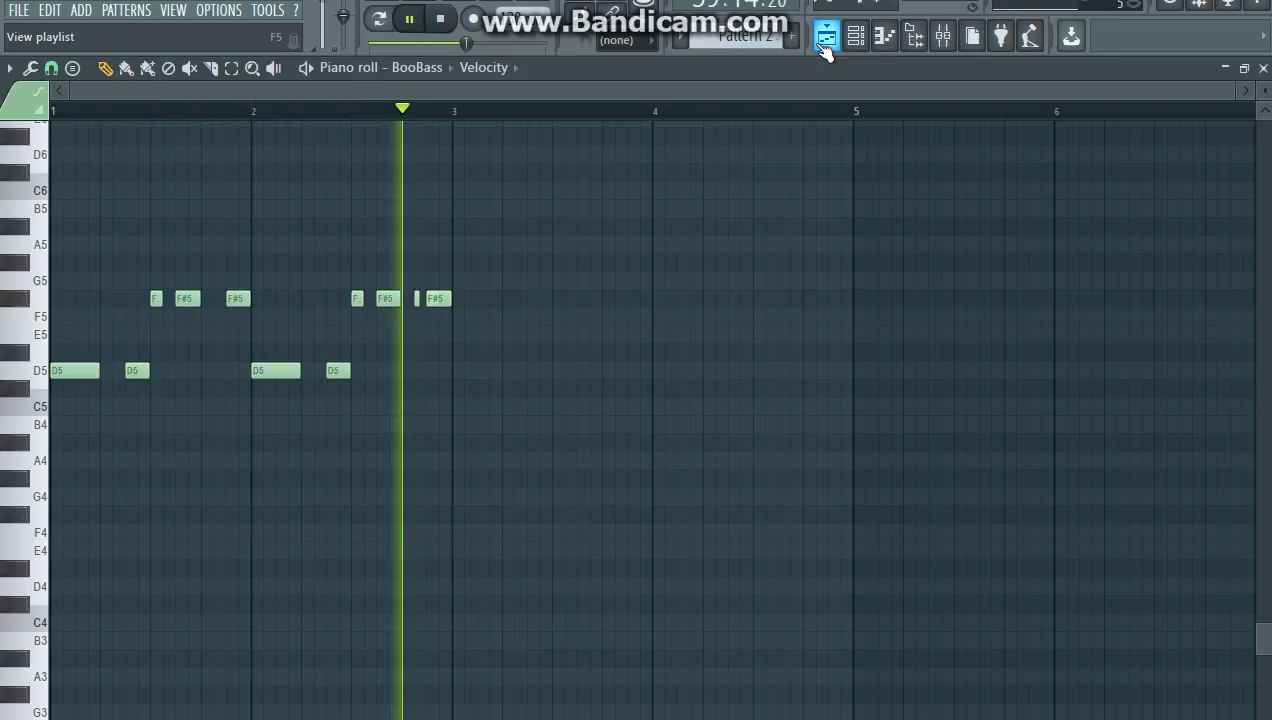 FILE EDIT ADD PATTERNS VIEW OPTIONS TOOLS ?
www.Bandicam.com
View playlist F5
(none)
Pattern 2
Piano roll - BooBass Velocity
1 2 3 4 5 6
D6
C6
B5
A5
G5
F. F#5 F#5 F. F#5 F#5
F5
E5
D5 D5 D5 D5 D5
C5
B4
A4
G4
F4
E4
D4
C4
B3
A3
G3